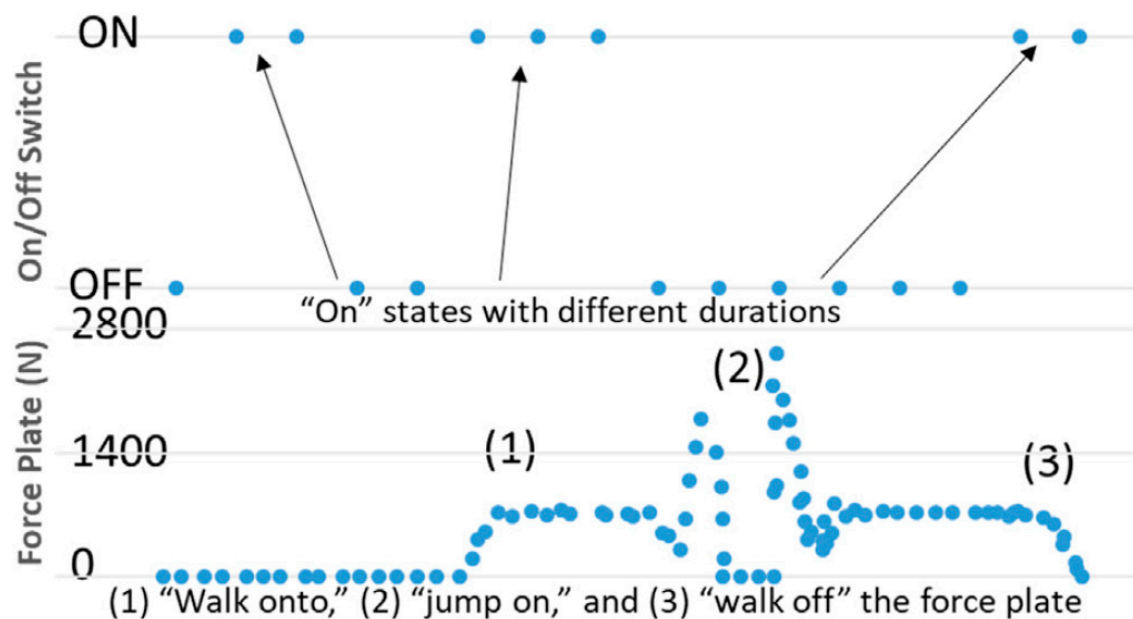 On/Off Switch
ON
OFF
“On” states with different durations
Force Plate (N)
2800
1400
0
(1)
(2)
(3)
(1) “Walk onto,” (2) “jump on,” and (3) “walk off” the force plate